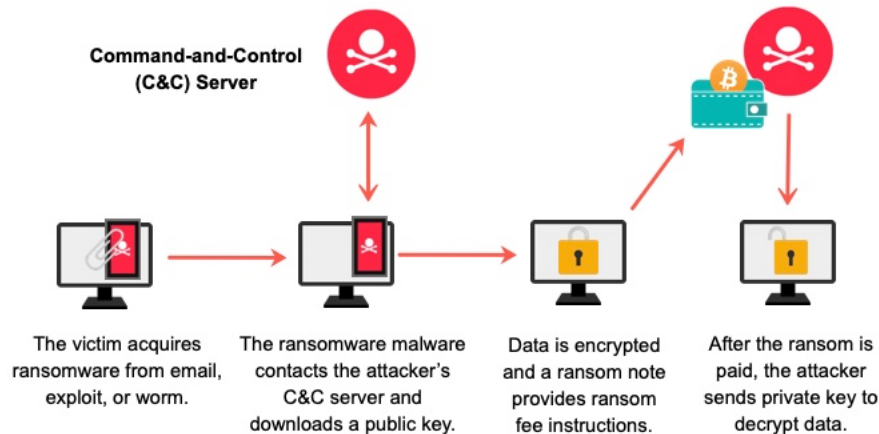 Command-and-Control
(C&C) Server
The victim acquires
ransomware from email,
exploit, or worm.
The ransomware malware
contacts the attacker’s
C&C server and
downloads a public key.
Data is encrypted
and a ransom note
provides ransom
fee instructions.
After the ransom is
paid, the attacker
sends private key to
decrypt data.